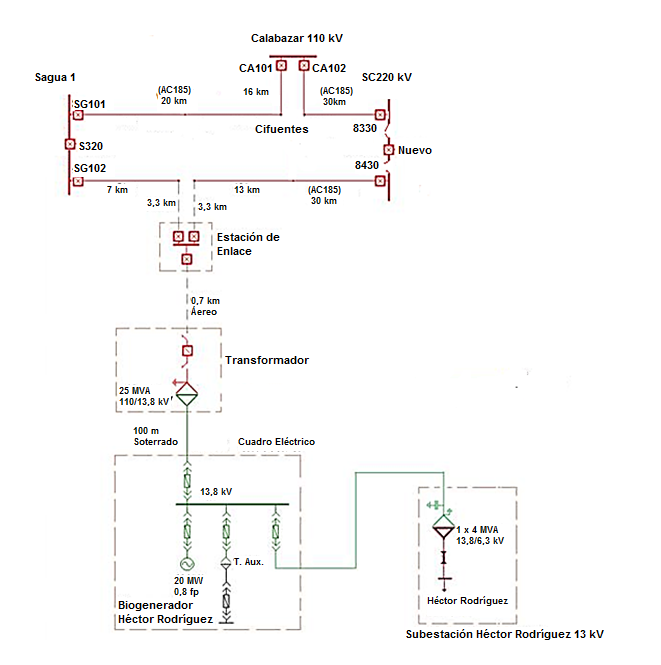 Calabazar 110 kV
Sagua 1
CA101
CA102
SC220 kV
(AC185)
20 km
16 km
(AC185)
30km
SG101
Cifuentes
8330
S320
Nuevo
SG102
8430
7 km
13 km
(AC185)
30 km
3,3 km
3,3 km
Estación de
Enlace
0,7 km
Áereo
Transformador
25 MVA
110/13,8 kV
100 m
Soterrado
Cuadro Eléctrico
13,8 kV
1 x 4 MVA
13,8/6,3 kV
T. Aux.
20 MW
0,8 fp
Biogenerador
Héctor Rodríguez
Héctor Rodríguez
Subestación Héctor Rodríguez 13 kV